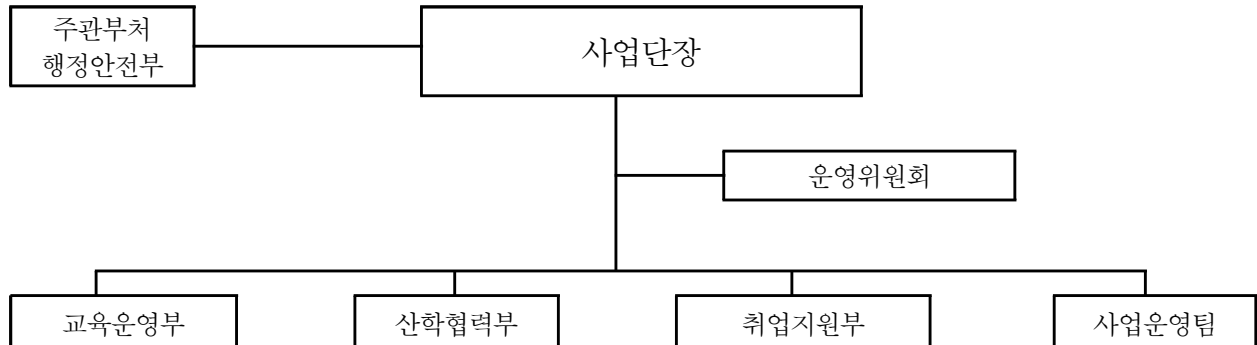 주관부처
행정안전부
사업단장
운영위원회
교육운영부
산학협력부
취업지원부
사업운영팀